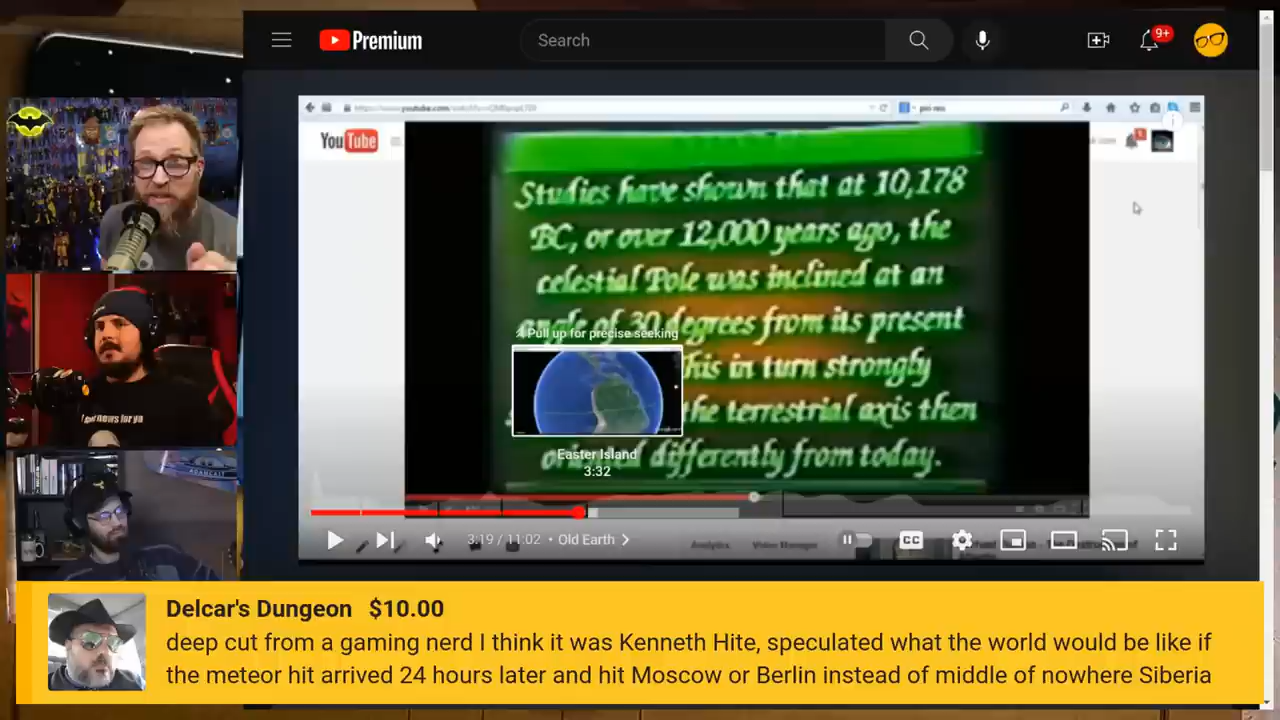 Premium
Search
9+
YouTube
Studies have shown that at 10,178
BC, or over 12,000 years ago, the
celestial Pole was inclined at an
angle of 30 degrees from its present
Pull up for precise seeking
This in turn strongly
the terrestrial axis then
Easter Island
oriented differently from today.
3:32
3:19 / 11:02 • Old Earth
CC
Analytics
Video Manager
Delcar's Dungeon $10.00
deep cut from a gaming nerd I think it was Kenneth Hite, speculated what the world would be like if
the meteor hit arrived 24 hours later and hit Moscow or Berlin instead of middle of nowhere Siberia